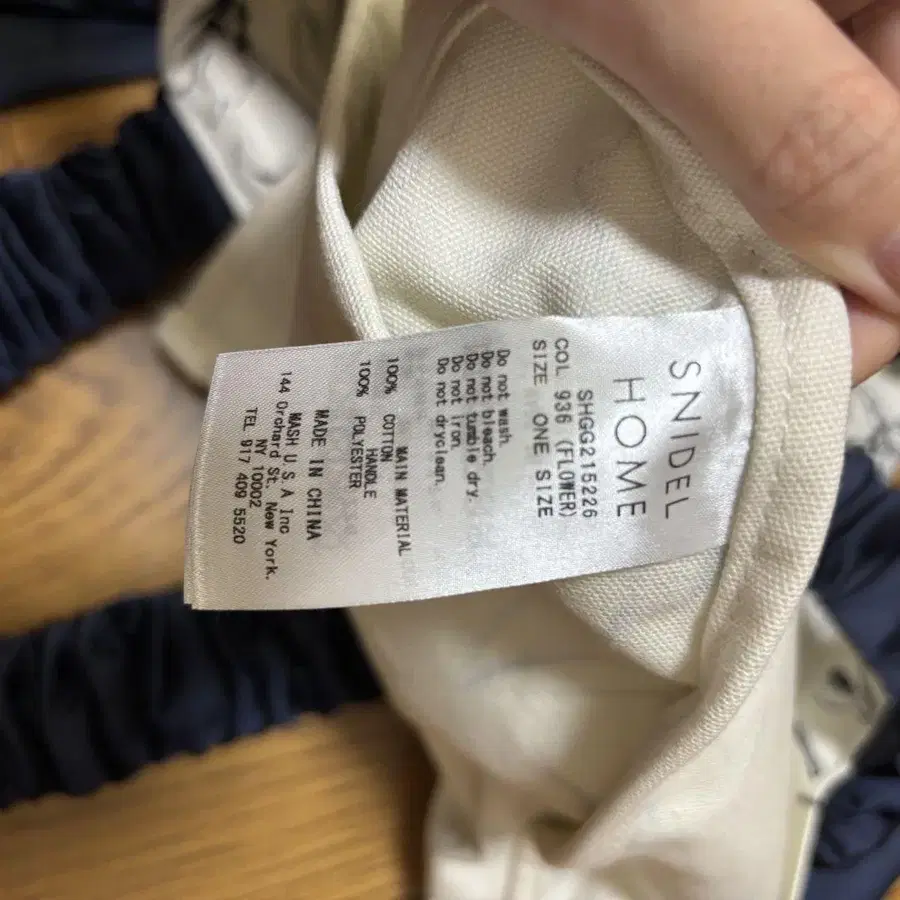 SNIDEL
HOME
SHGG215226
COL 936 (FLOWER)
SIZE ONE SIZE
Do not wash.
Do not bleach.
Do not tumble dry.
Do not iron.
Do not dryclean.
MAIN MATERIAL
100% COTTON
HANDLE
100% POLYESTER
MADE IN CHINA
MASH U.S.A Inc
144 Orchard St. New York.
NY 10002
TEL 917 409 5520